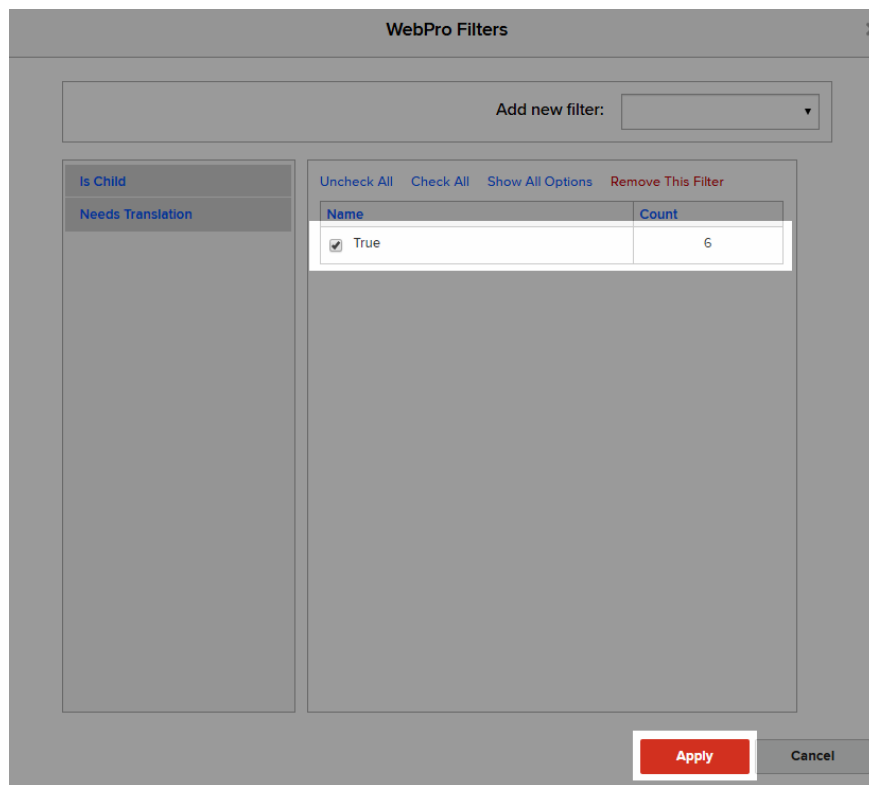 WebPro Filters
Add new filter:
Is Child
Needs Translation
Uncheck All Check All Show All Options Remove This Filter
Name Count
True 6
Apply Cancel